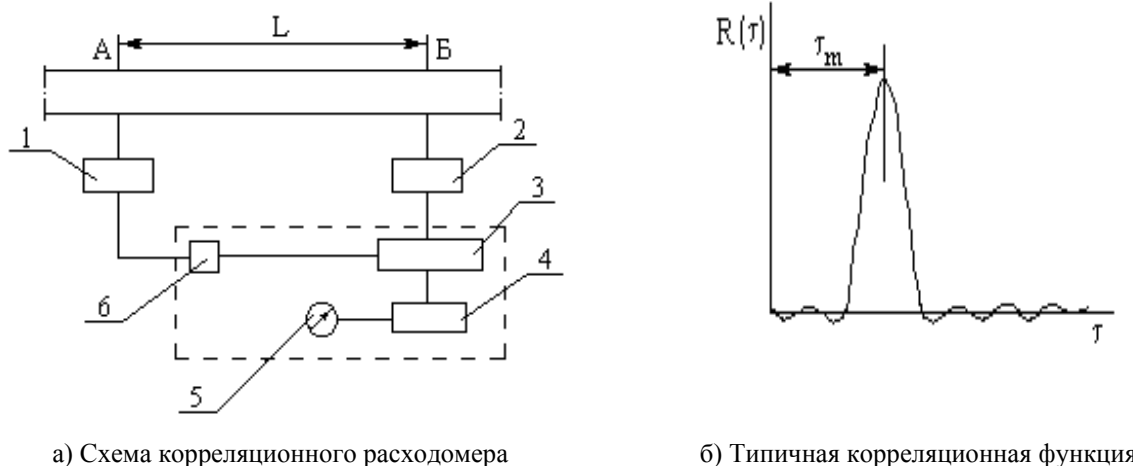 А L Б
1
2
3
4
5
6
R(τ)
τm
τ
а) Схема корреляционного расходомера
б) Типичная корреляционная функция